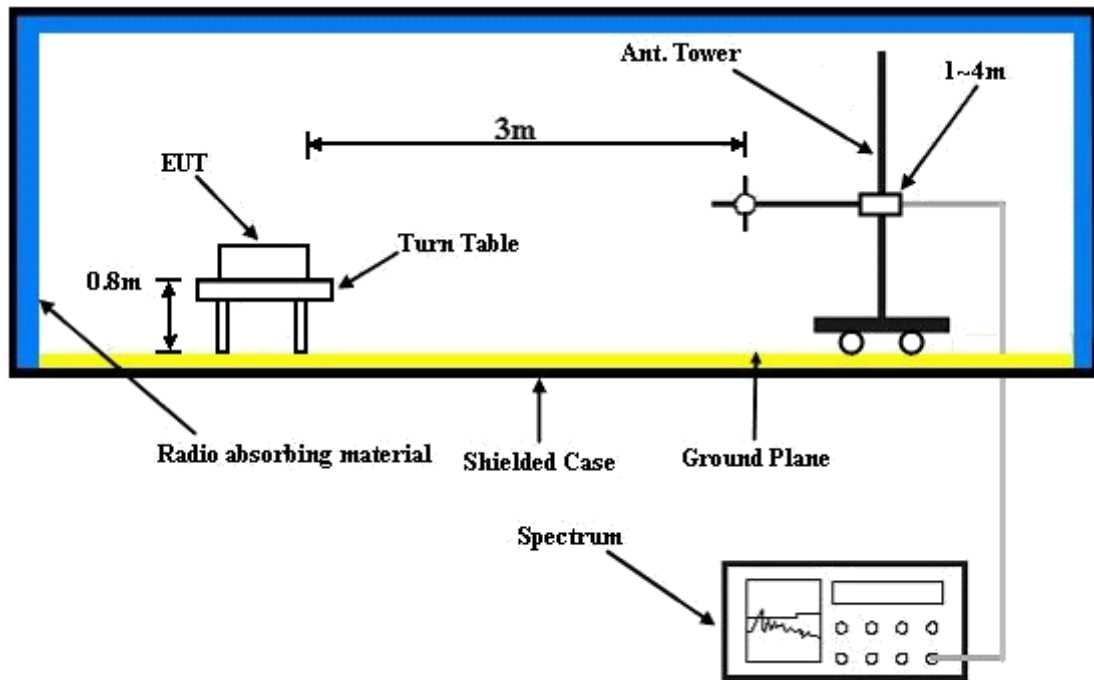 Ant. Tower
1~4m
3m
EUT
Turn Table
0.8m
Radio absorbing material
Shielded Case
Ground Plane
Spectrum